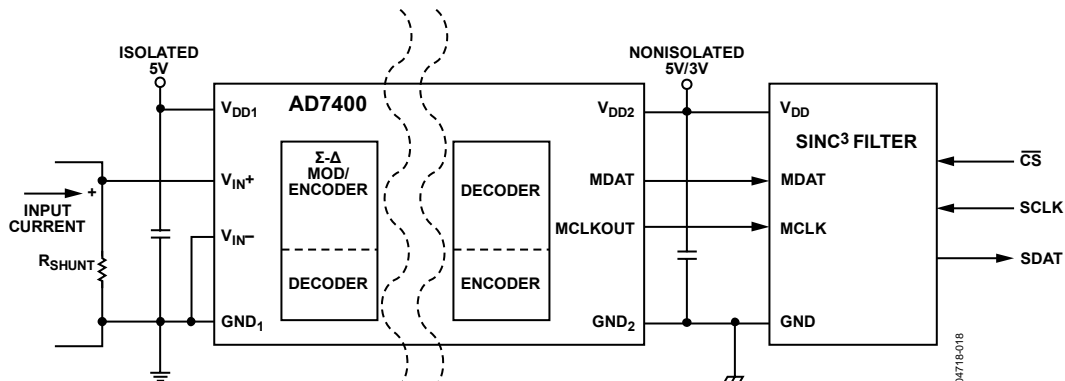 ISOLATED
5V
NONISOLATED
5V/3V
AD7400
VDD1
VDD2
VDD
SINC3 FILTER
Σ-Δ
MOD/
ENCODER
DECODER
CS
VIN+
MDAT
MDAT
+
INPUT
CURRENT
SCLK
MCLKOUT
MCLK
VIN–
RSHUNT
DECODER
ENCODER
SDAT
GND1
GND2
GND
04718-018